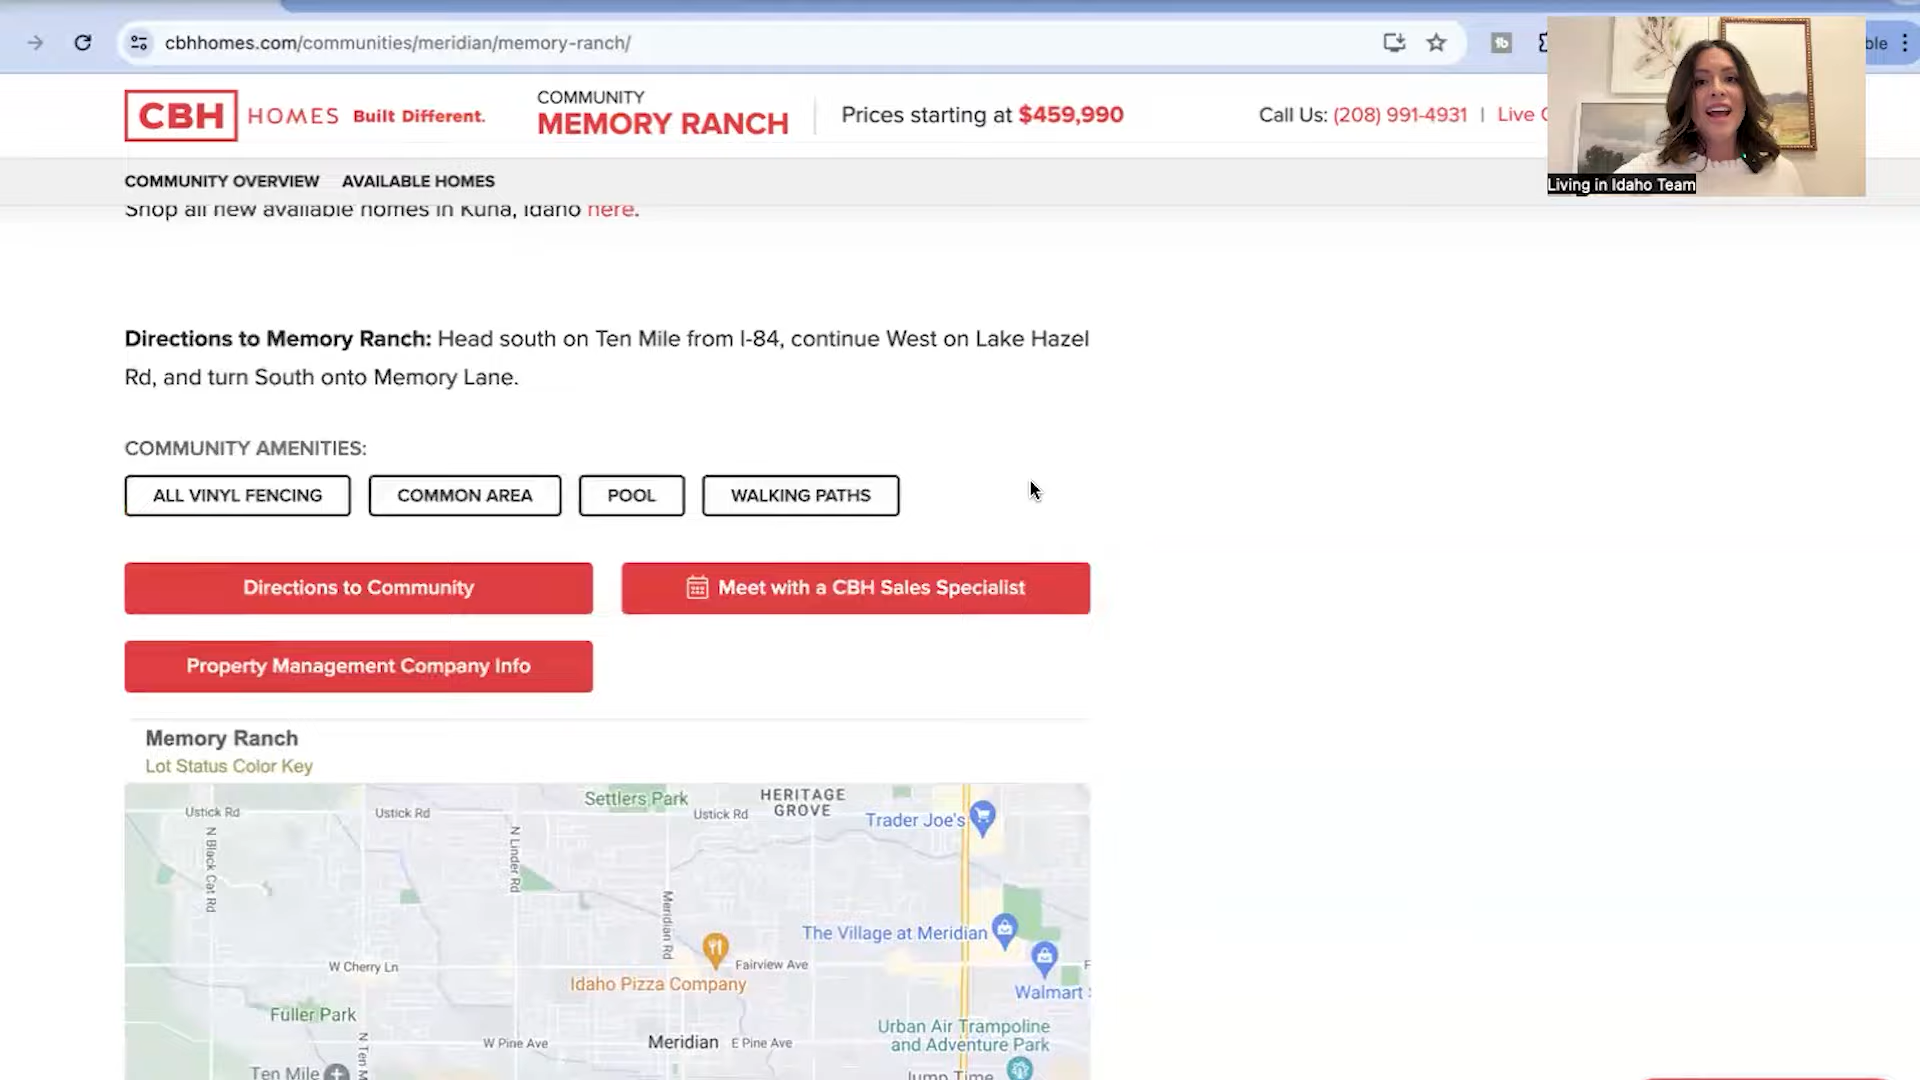 cbhhomes.com/communities/meridian/memory-ranch/
CBH HOMES Built Different.
COMMUNITY
MEMORY RANCH
Prices starting at $459,990
Call Us: (208) 991-4931 | Live
Living in Idaho Team
COMMUNITY OVERVIEW AVAILABLE HOMES
Shop all new available homes in Kuna, Idaho here.
Directions to Memory Ranch: Head south on Ten Mile from I-84, continue West on Lake Hazel
Rd, and turn South onto Memory Lane.
COMMUNITY AMENITIES:
ALL VINYL FENCING COMMON AREA POOL WALKING PATHS
Directions to Community
Meet with a CBH Sales Specialist
Property Management Company Info
Memory Ranch
Lot Status Color Key
Settlers Park
HERITAGE
GROVE
Ustick Rd
Ustick Rd
Ustick Rd
Trader Joe's
N Black Cat Rd
N Linder Rd
Meridian Rd
The Village at Meridian
W Cherry Ln
Fairview Ave
Idaho Pizza Company
Walmart
Fuller Park
Urban Air Trampoline
and Adventure Park
W Pine Ave
Meridian
E Pine Ave
N Ten M
Ten Mile
Jump Time